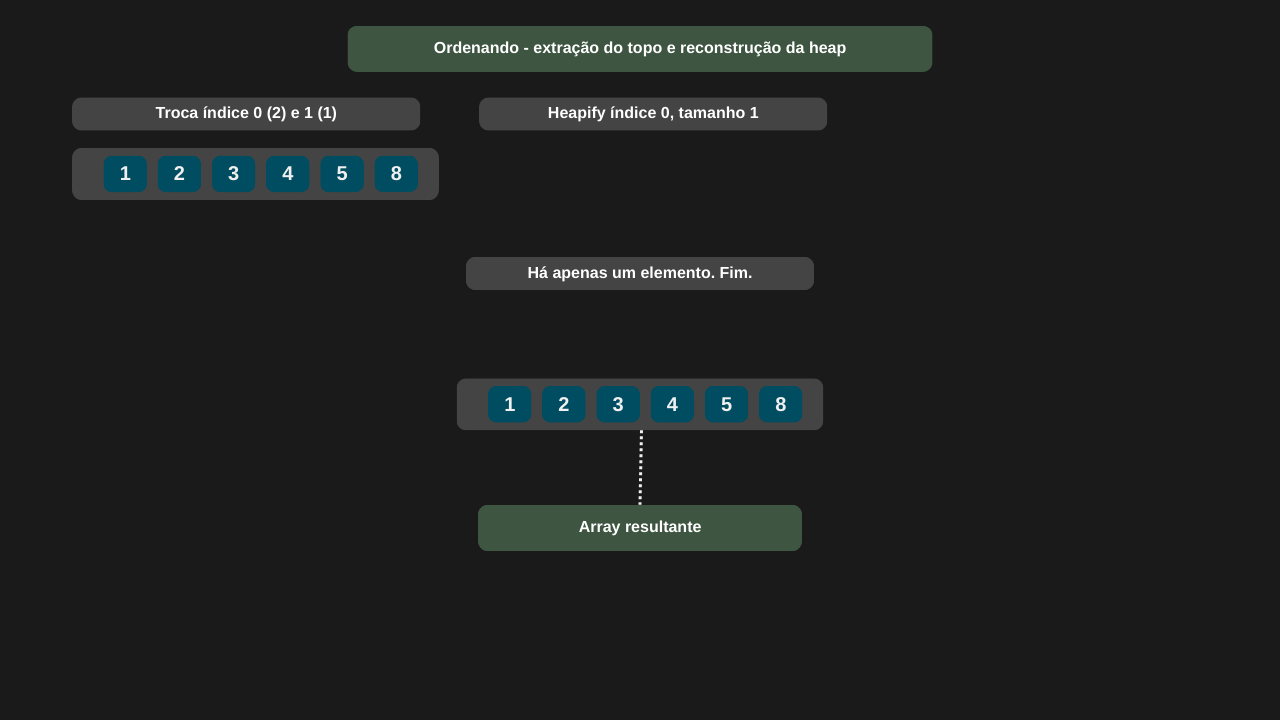 Ordenando - extração do topo e reconstrução da heap
Troca índice 0 (2) e 1 (1)
Heapify índice 0, tamanho 1
1 2 3 4 5 8
Há apenas um elemento. Fim.
1 2 3 4 5 8
Array resultante